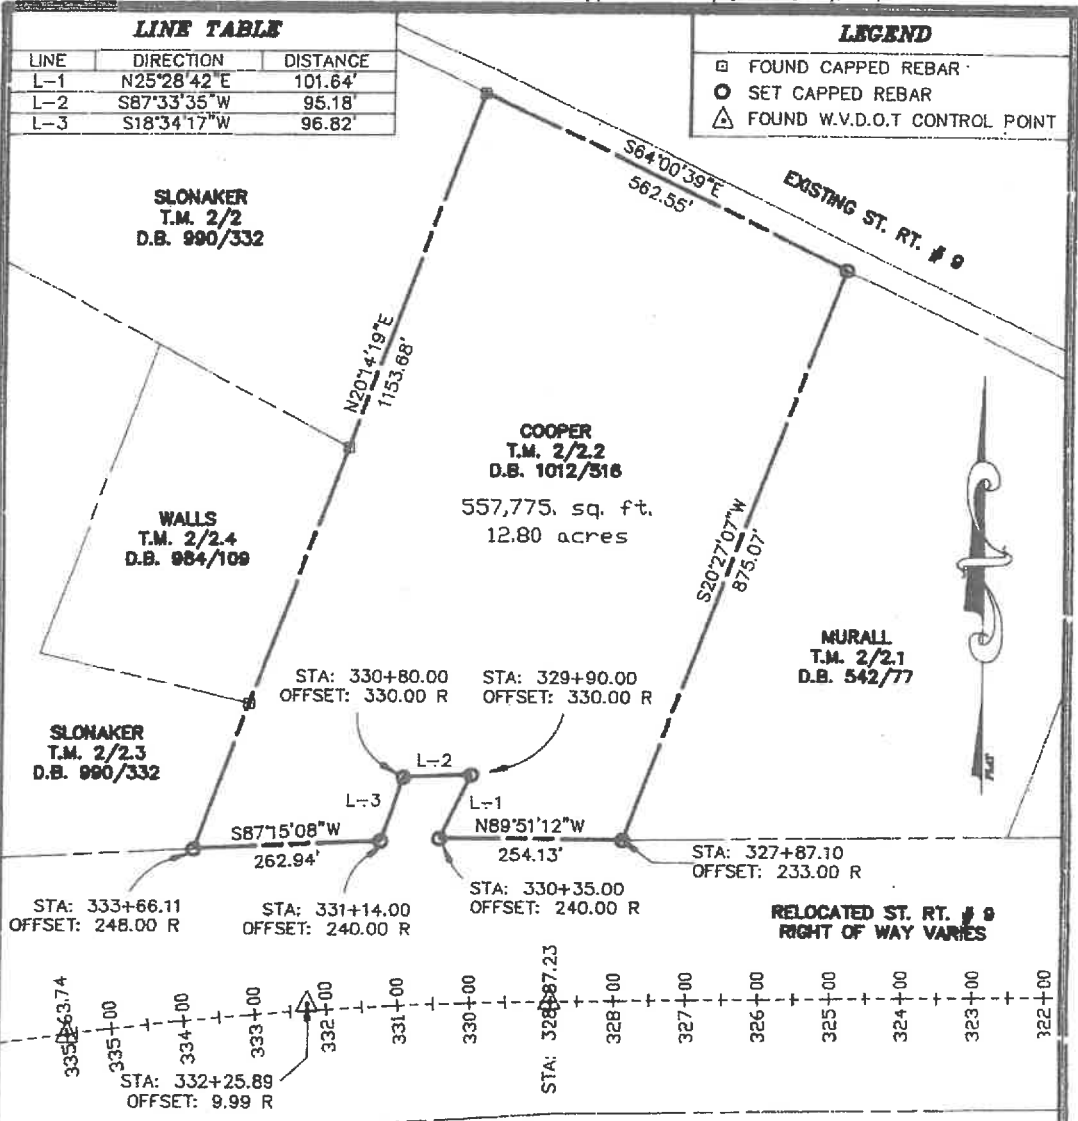 LINE TABLE
LINE DIRECTION DISTANCE
L-1 N25°28'42"E 101.64'
L-2 S87°33'35"W 95.18'
L-3 S18°34'17"W 96.82'
LEGEND
FOUND CAPPED REBAR
SET CAPPED REBAR
FOUND W.V.D.O.T CONTROL POINT
S64°00'39"E
562.55'
EXISTING ST. RT. # 9
SLONAKER
T.M. 2/2
D.B. 990/332
N20°14'19"E
1153.68'
COOPER
T.M. 2/2.2
D.B. 1012/516
557,775. sq. ft.
12.80 acres
WALLS
T.M. 2/2.4
D.B. 984/109
S20°27'07"W
875.07'
MURALL
T.M. 2/2.1
D.B. 542/77
PLAT
STA: 330+80.00
OFFSET: 330.00 R
STA: 329+90.00
OFFSET: 330.00 R
SLONAKER
T.M. 2/2.3
D.B. 990/332
L-2
L-3
L-1
S87°15'08"W
262.94'
N89°51'12"W
254.13'
STA: 327+87.10
OFFSET: 233.00 R
STA: 333+66.11
OFFSET: 248.00 R
STA: 331+14.00
OFFSET: 240.00 R
STA: 330+35.00
OFFSET: 240.00 R
RELOCATED ST. RT. # 9
RIGHT OF WAY VARIES
335+63.74
335+00
334+00
333+00
332+00
331+00
330+00
STA: 328+87.23
328+00
327+00
326+00
325+00
324+00
323+00
322+00
STA: 332+25.89
OFFSET: 9.99 R